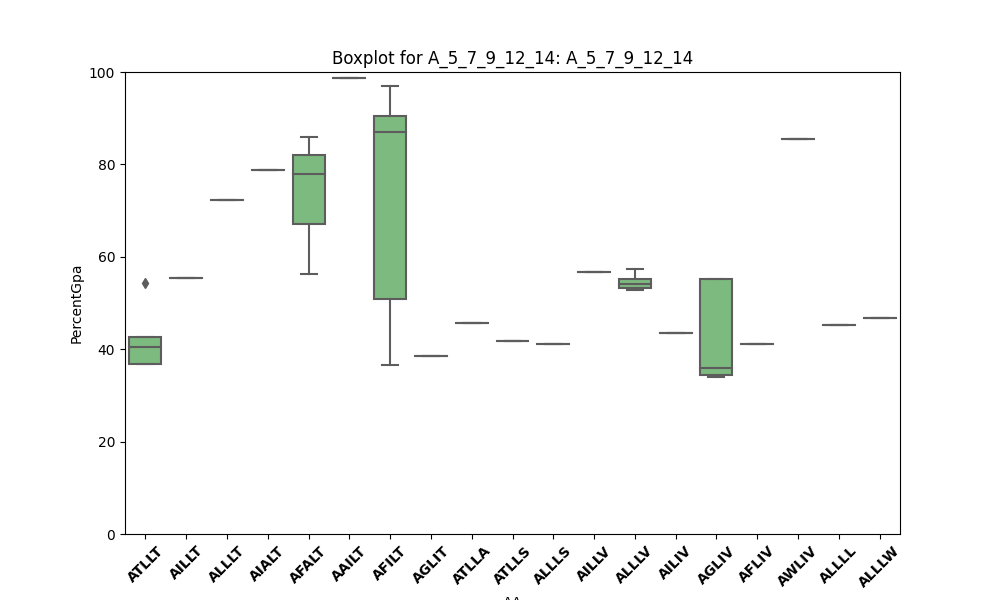 Boxplot for A_5_7_9_12_14: A_5_7_9_12_14
100
80
60
40
20
0
PercentGpa
ATLLT AILLT ALLLT AIALT AFALT AAILT AFILT AGLIT ATLLA ATLLS ALLLS AILLV ALLLV AILIV AGLIV AFLIV AWLIV ALLLL ALLLW